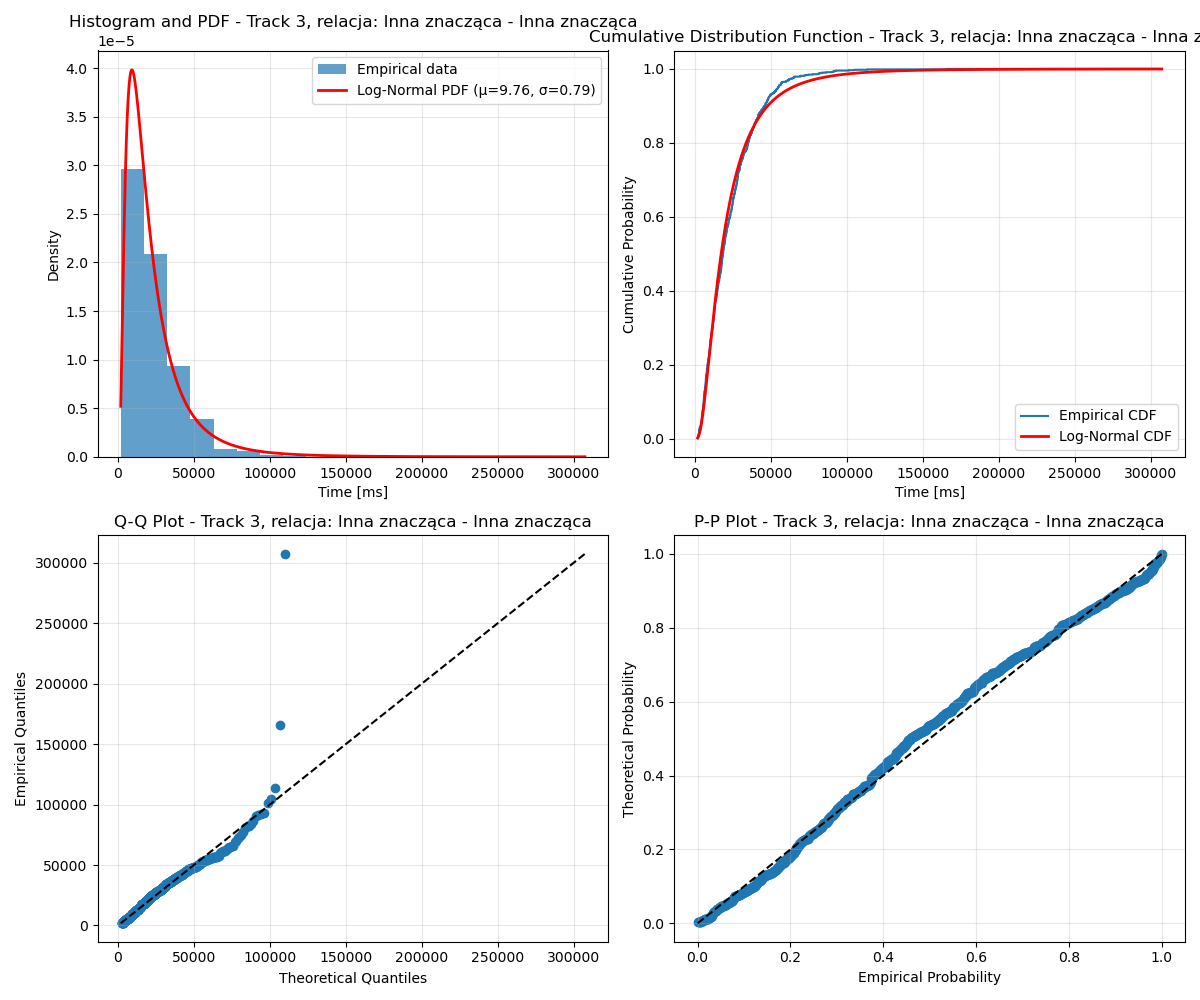 Histogram and PDF - Track 3, relacja: Inna znacząca - Inna znacząca
1e−5
4.0
3.5
3.0
2.5
2.0
1.5
1.0
0.5
0.0
Density
Empirical data
Log-Normal PDF (μ=9.76, σ=0.79)
0 50000 100000 150000 200000 250000 300000
Time [ms]
Cumulative Distribution Function - Track 3, relacja: Inna znacząca - Inna z
1.0
0.8
0.6
0.4
0.2
0.0
Cumulative Probability
Empirical CDF
Log-Normal CDF
0 50000 100000 150000 200000 250000 300000
Time [ms]
Q-Q Plot - Track 3, relacja: Inna znacząca - Inna znacząca
300000
250000
200000
150000
100000
50000
0
Empirical Quantiles
0 50000 100000 150000 200000 250000 300000
Theoretical Quantiles
P-P Plot - Track 3, relacja: Inna znacząca - Inna znacząca
1.0
0.8
0.6
0.4
0.2
0.0
Theoretical Probability
0.0 0.2 0.4 0.6 0.8 1.0
Empirical Probability